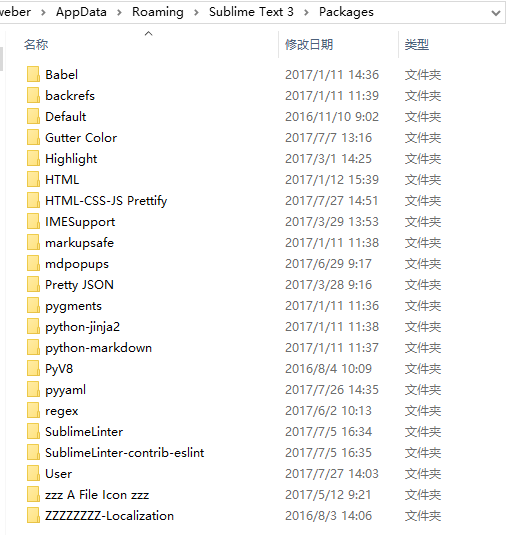 weber > AppData > Roaming > Sublime Text 3 > Packages
名称 修改日期 类型
Babel 2017/1/11 14:36 文件夹
backrefs 2017/1/11 11:39 文件夹
Default 2016/11/10 9:02 文件夹
Gutter Color 2017/7/7 13:16 文件夹
Highlight 2017/3/1 14:25 文件夹
HTML 2017/1/12 15:39 文件夹
HTML-CSS-JS Prettify 2017/7/27 14:51 文件夹
IMESupport 2017/3/29 13:53 文件夹
markupsafe 2017/1/11 11:38 文件夹
mdpopups 2017/6/29 9:17 文件夹
Pretty JSON 2017/3/28 9:16 文件夹
pygments 2017/1/11 11:36 文件夹
python-jinja2 2017/1/11 11:38 文件夹
python-markdown 2017/1/11 11:37 文件夹
PyV8 2016/8/4 10:09 文件夹
pyyaml 2017/7/26 14:35 文件夹
regex 2017/6/2 10:13 文件夹
SublimeLinter 2017/7/5 16:34 文件夹
SublimeLinter-contrib-eslint 2017/7/5 16:35 文件夹
User 2017/7/27 14:03 文件夹
zzz A File Icon zzz 2017/5/12 9:21 文件夹
ZZZZZZZZ-Localization 2016/8/3 14:06 文件夹